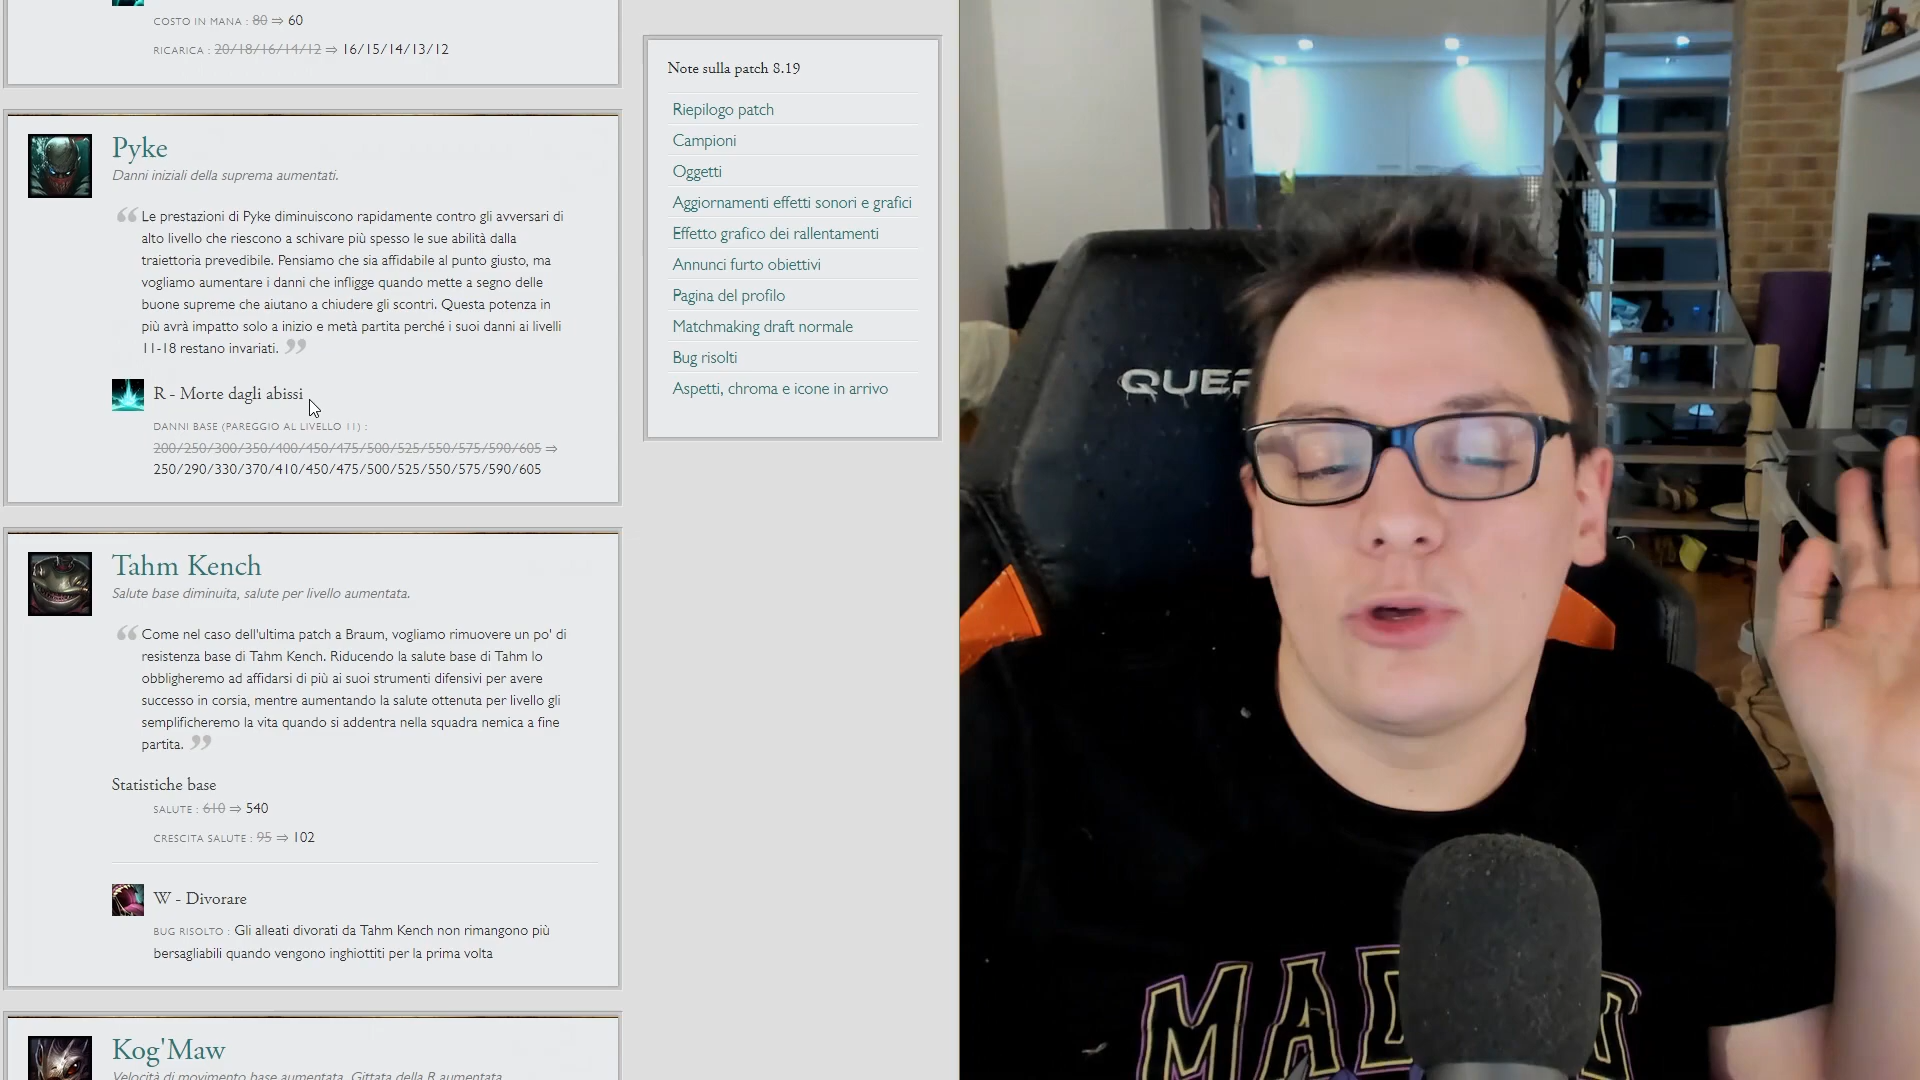 COSTO IN MANA : 80 ⇒ 60
RICARICA : 20/18/16/14/12 ⇒ 16/15/14/13/12
Pyke
Danni iniziali della suprema aumentati.
“Le prestazioni di Pyke diminuiscono rapidamente contro gli avversari di
alto livello che riescono a schivare più spesso le sue abilità dalla
traiettoria prevedibile. Pensiamo che sia affidabile al punto giusto, ma
vogliamo aumentare i danni che infligge quando mette a segno delle
buone supreme che aiutano a chiudere gli scontri. Questa potenza in
più avrà impatto solo a inizio e metà partita perché i suoi danni ai livelli
11-18 restano invariati. ”
R - Morte dagli abissi
DANNI BASE (PAREGGIO AL LIVELLO 11) :
200/250/300/350/400/450/475/500/525/550/575/590/605 ⇒
250/290/330/370/410/450/475/500/525/550/575/590/605
Tahm Kench
Salute base diminuita, salute per livello aumentata.
“Come nel caso dell'ultima patch a Braum, vogliamo rimuovere un po' di
resistenza base di Tahm Kench. Riducendo la salute base di Tahm lo
obbligheremo ad affidarsi di più ai suoi strumenti difensivi per avere
successo in corsia, mentre aumentando la salute ottenuta per livello gli
semplificheremo la vita quando si addentra nella squadra nemica a fine
partita. ”
Statistiche base
SALUTE : 610 ⇒ 540
CRESCITA SALUTE : 95 ⇒ 102
W - Divorare
BUG RISOLTO : Gli alleati divorati da Tahm Kench non rimangono più
bersagliabili quando vengono inghiottiti per la prima volta
Kog'Maw
Velocità di movimento base aumentata. Gittata della R aumentata
Note sulla patch 8.19
Riepilogo patch
Campioni
Oggetti
Aggiornamenti effetti sonori e grafici
Effetto grafico dei rallentamenti
Annunci furto obiettivi
Pagina del profilo
Matchmaking draft normale
Bug risolti
Aspetti, chroma e icone in arrivo